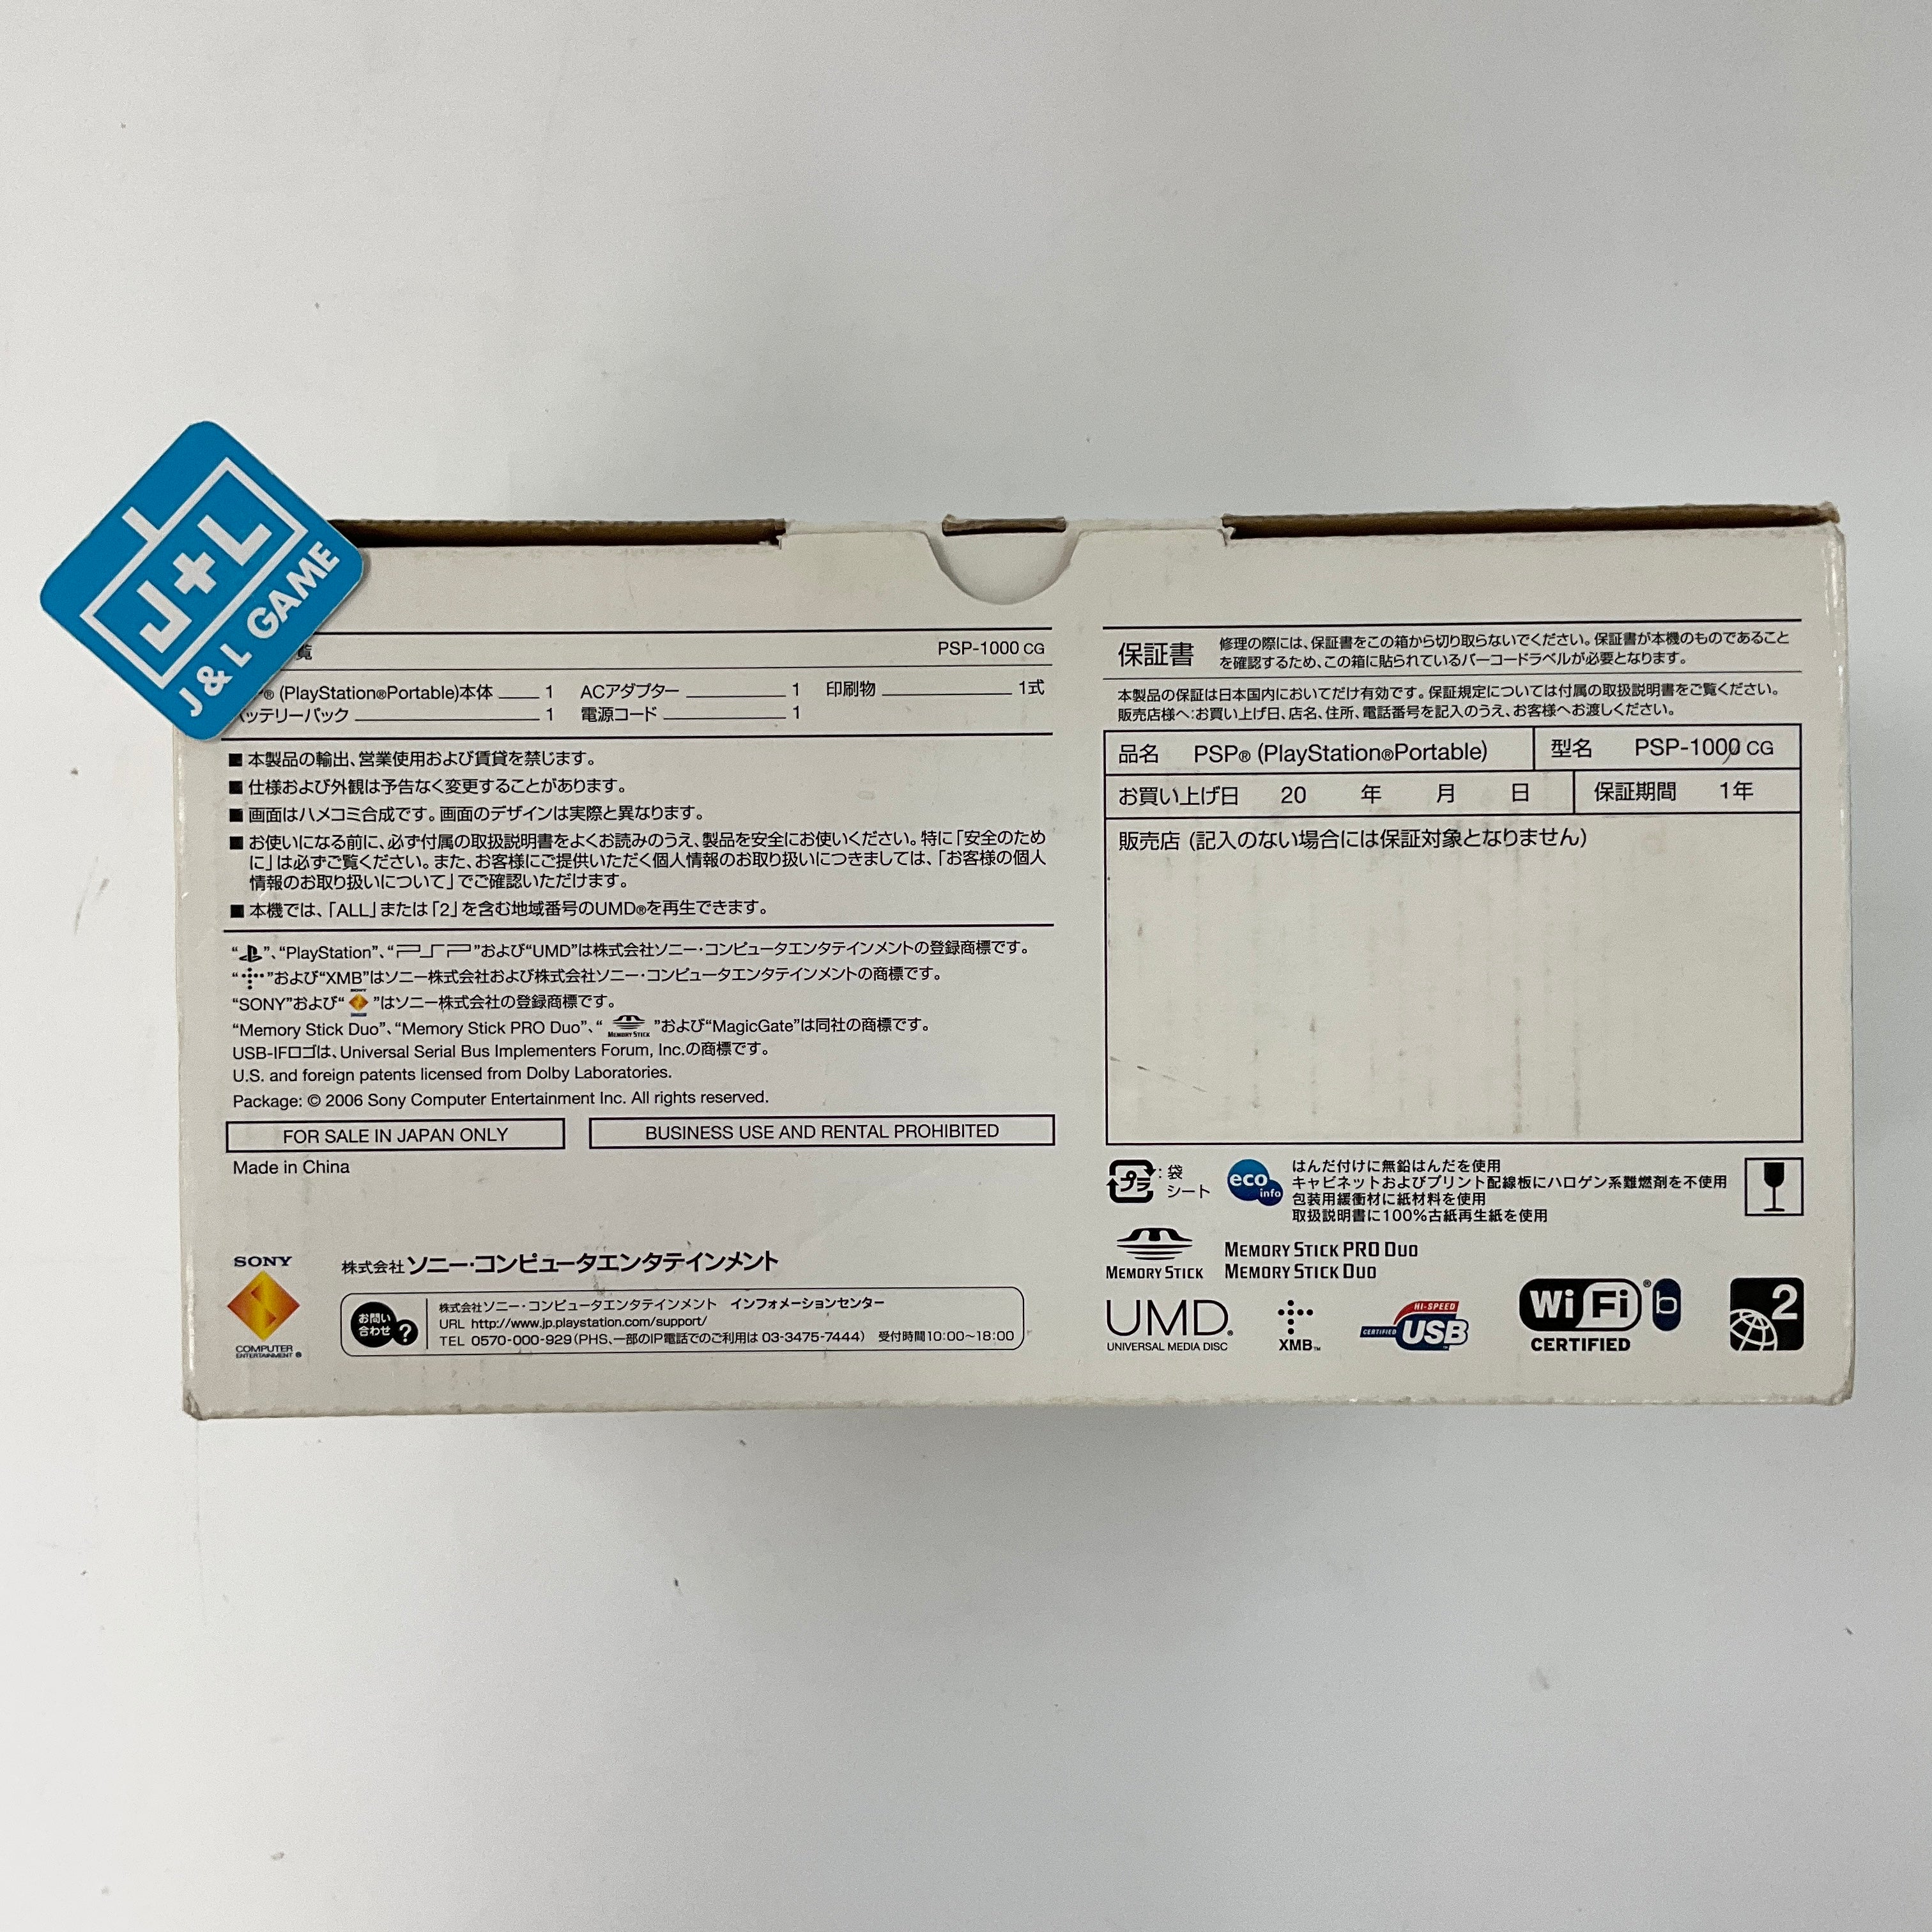 J+L
J & L GAME
覧
PSP-1000 CG
(PlayStation®Portable)本体 1 ACアダプター 1 印刷物 1式
ッテリーパック 1 電源コード 1
■ 本製品の輸出、営業使用および賃貸を禁じます。
■ 仕様および外観は予告なく変更することがあります。
■ 画面はハメコミ合成です。画面のデザインは実際と異なります。
■ お使いになる前に、必ず付属の取扱説明書をよくお読みのうえ、製品を安全にお使いください。特に「安全のため
に」は必ずご覧ください。また、お客様にご提供いただく個人情報のお取り扱いにつきましては、「お客様の個人
情報のお取り扱いについて」でご確認いただけます。
■ 本機では、「ALL」または「2」を含む地域番号のUMD®を再生できます。
“ ”、“PlayStation”、“PSP”および“UMD”は株式会社ソニー・コンピュータエンタテインメントの登録商標です。
“ ”および“XMB”はソニー株式会社および株式会社ソニー・コンピュータエンタテインメントの商標です。
“SONY”および“ ”はソニー株式会社の登録商標です。
“Memory Stick Duo”、“Memory Stick PRO Duo”、“ MEMORY STICK ”および“MagicGate”は同社の商標です。
USB-IFロゴは、Universal Serial Bus Implementers Forum, Inc.の商標です。
U.S. and foreign patents licensed from Dolby Laboratories.
Package: © 2006 Sony Computer Entertainment Inc. All rights reserved.
FOR SALE IN JAPAN ONLY
BUSINESS USE AND RENTAL PROHIBITED
Made in China
SONY
COMPUTER
ENTERTAINMENT®
株式会社ソニー・コンピュータエンタテインメント
お問い
合わせ?
株式会社ソニー・コンピュータエンタテインメント インフォメーションセンター
URL http://www.jp.playstation.com/support/
TEL 0570-000-929(PHS、一部のIP電話でのご利用は 03-3475-7444) 受付時間10:00〜18:00
保証書
修理の際には、保証書をこの箱から切り取らないでください。保証書が本機のものであること
を確認するため、この箱に貼られているバーコードラベルが必要となります。
本製品の保証は日本国内においてだけ有効です。保証規定については付属の取扱説明書をご覧ください。
販売店様へ:お買い上げ日、店名、住所、電話番号を記入のうえ、お客様へお渡しください。
品名 PSP® (PlayStation®Portable) 型名 PSP-1000 CG
お買い上げ日 20 年 月 日 保証期間 1年
販売店 (記入のない場合には保証対象となりません)
プラ :袋
シート
eco info
はんだ付けに無鉛はんだを使用
キャビネットおよびプリント配線板にハロゲン系難燃剤を不使用
包装用緩衝材に紙材料を使用
取扱説明書に100%古紙再生紙を使用
MEMORY STICK
MEMORY STICK PRO DUO
MEMORY STICK DUO
UMD®
UNIVERSAL MEDIA DISC
XMB™
HI-SPEED
CERTIFIED USB
Wi Fi® b
CERTIFIED
2